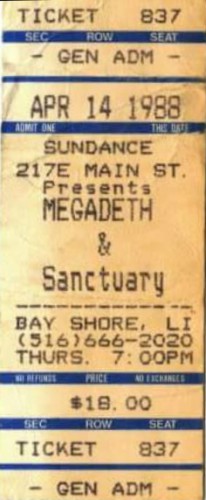 TICKET 837
SEC ROW SEAT
- GEN ADM -
APR 14 1988
ADMIT ONE THIS DATE
SUNDANCE
217E MAIN ST.
Presents
MEGADETH
&
Sanctuary
BAY SHORE, LI
(516)666-2020
THURS. 7:00PM
NO REFUNDS PRICE NO EXCHANGES
$18.00
SEC ROW SEAT
TICKET 837
- GEN ADM -